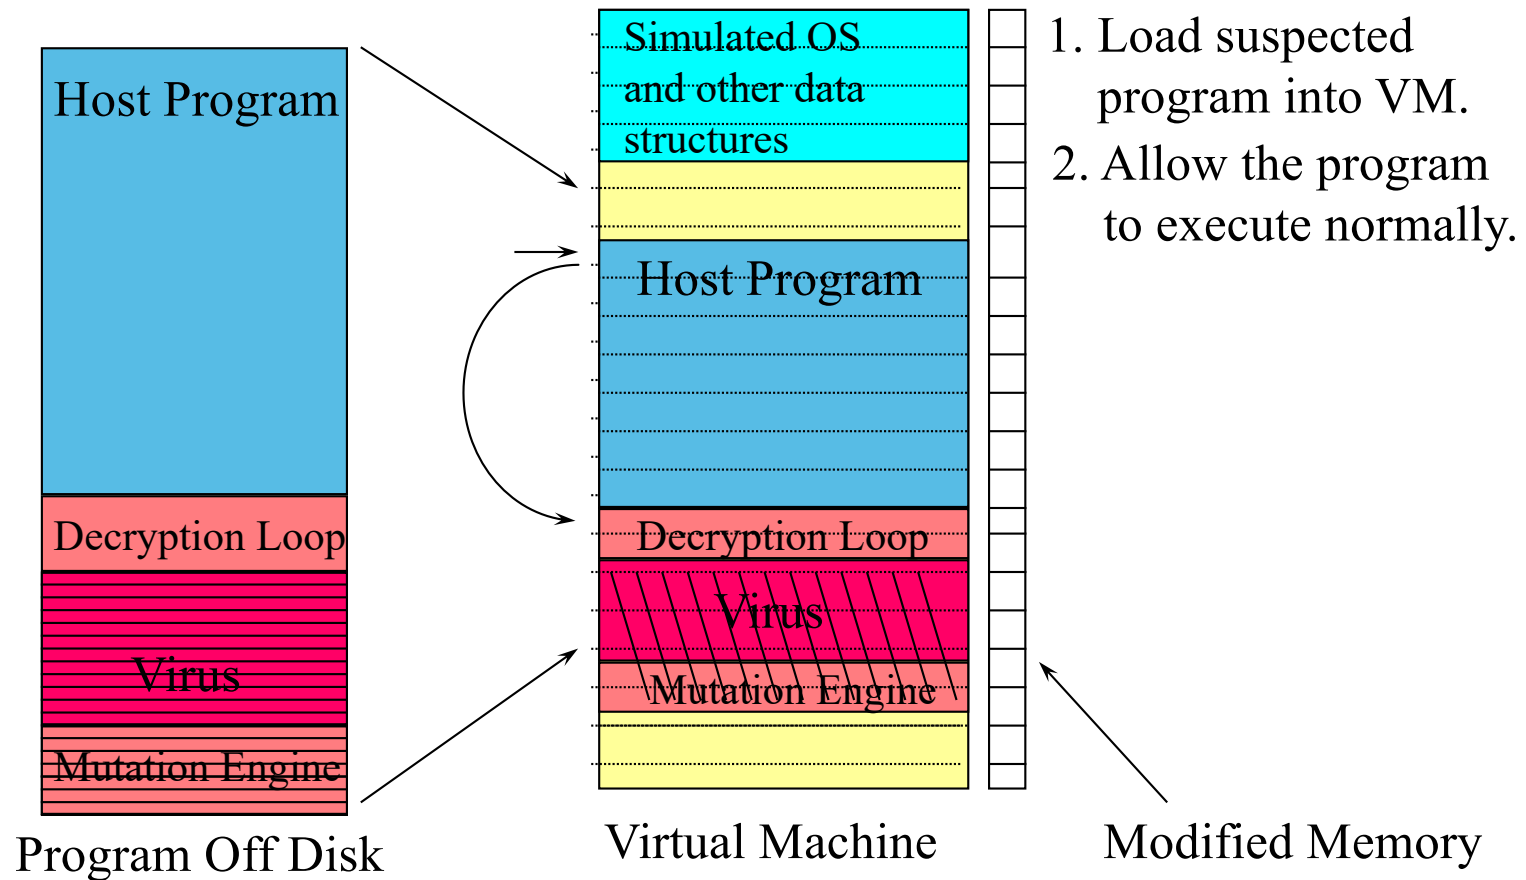 Host Program
Decryption Loop
Virus
Mutation Engine
Program Off Disk
Simulated OS
and other data
structures
Host Program
Decryption Loop
Virus
Mutation Engine
Virtual Machine
1. Load suspected
program into VM.
2. Allow the program
to execute normally.
Modified Memory